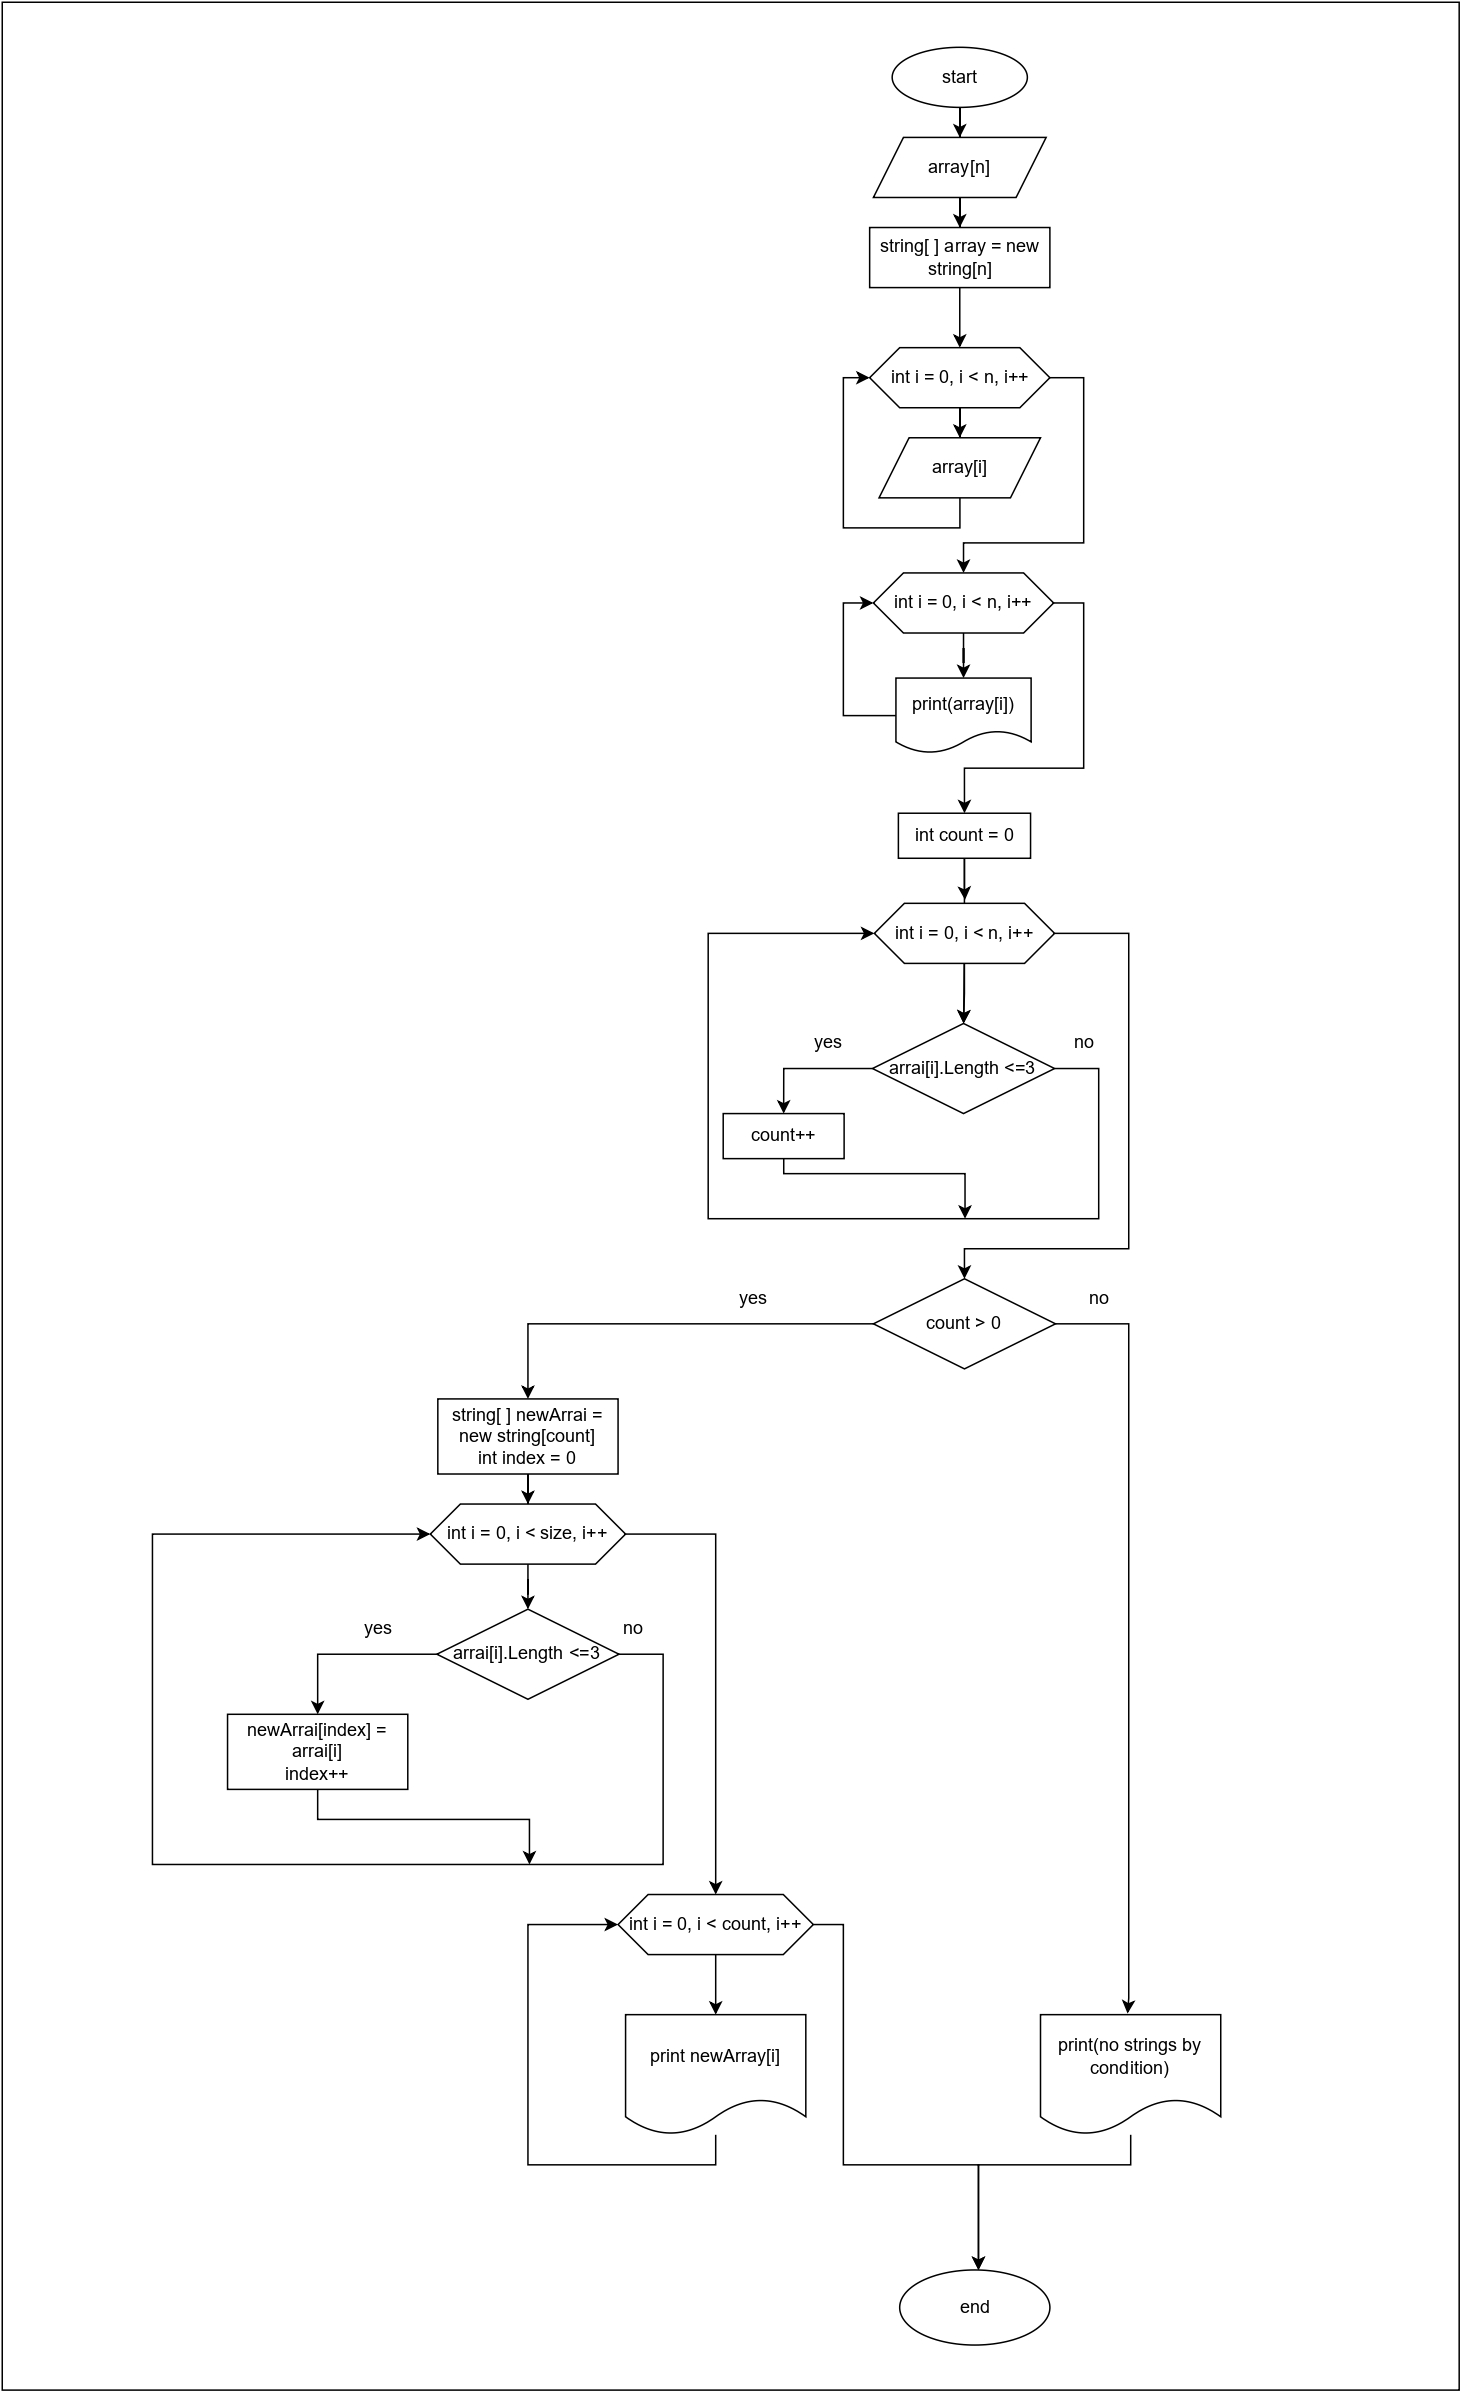 start
array[n]
string[ ] array = new
string[n]
int i = 0, i < n, i++
array[i]
int i = 0, i < n, i++
print(array[i])
int count = 0
int i = 0, i < n, i++
yes
no
arrai[i].Length <=3
count++
yes
no
count > 0
string[ ] newArrai =
new string[count]
int index = 0
int i = 0, i < size, i++
yes
no
arrai[i].Length <=3
newArrai[index] =
arrai[i]
index++
int i = 0, i < count, i++
print newArray[i]
print(no strings by
condition)
end